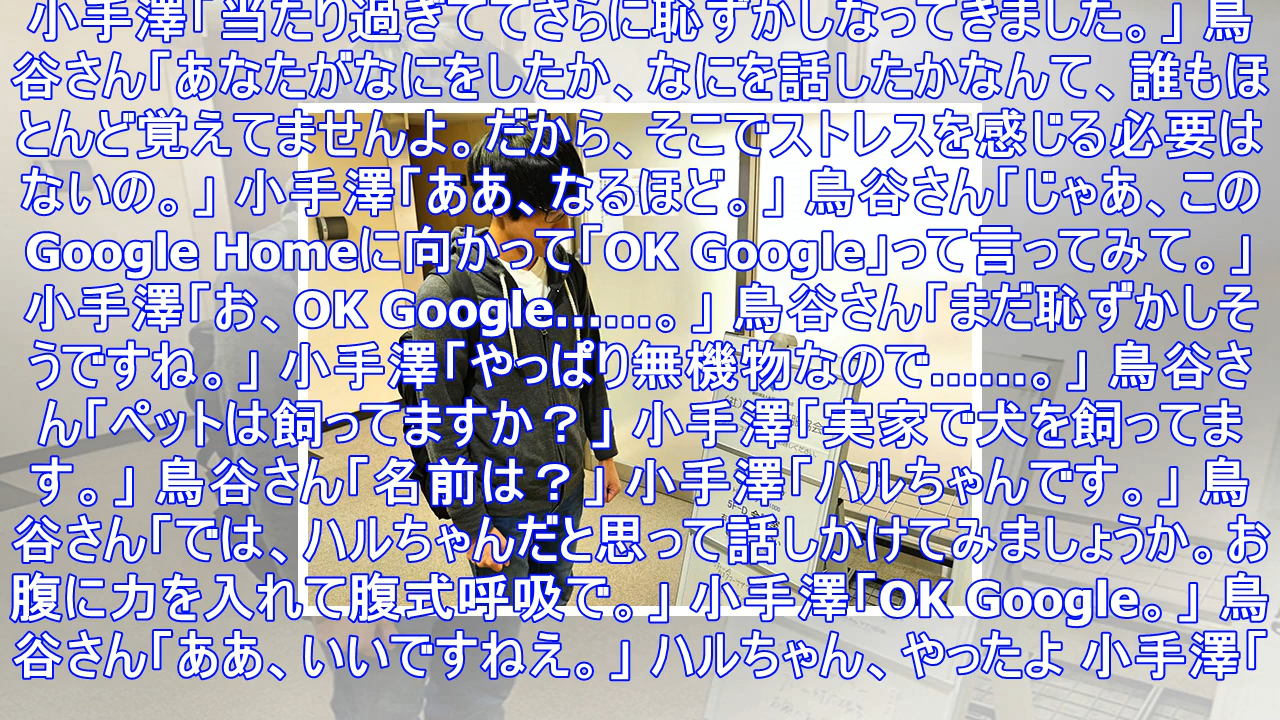 小手澤「当たり過ぎててさらに恥ずかしなってきました。」 鳥
谷さん「あなたがなにをしたか、なにを話したかなんて、誰もほ
とんど覚えてませんよ。だから、そこでストレスを感じる必要は
ないの。」 小手澤「ああ、なるほど。」 鳥谷さん「じゃあ、この
Google Homeに向かって「OK Google」って言ってみて。」
小手澤「お、OK Google……。」 鳥谷さん「まだ恥ずかしそ
うですね。」 小手澤「やっぱり無機物なので……。」 鳥谷さ
ん「ペットは飼ってますか？」 小手澤「実家で犬を飼ってま
す。」 鳥谷さん「名前は？」 小手澤「ハルちゃんです。」 鳥
谷さん「では、ハルちゃんだと思って話しかけてみましょうか。お
腹に力を入れて腹式呼吸で。」 小手澤「OK Google。」 鳥
谷さん「ああ、いいですねえ。」 ハルちゃん、やったよ 小手澤「